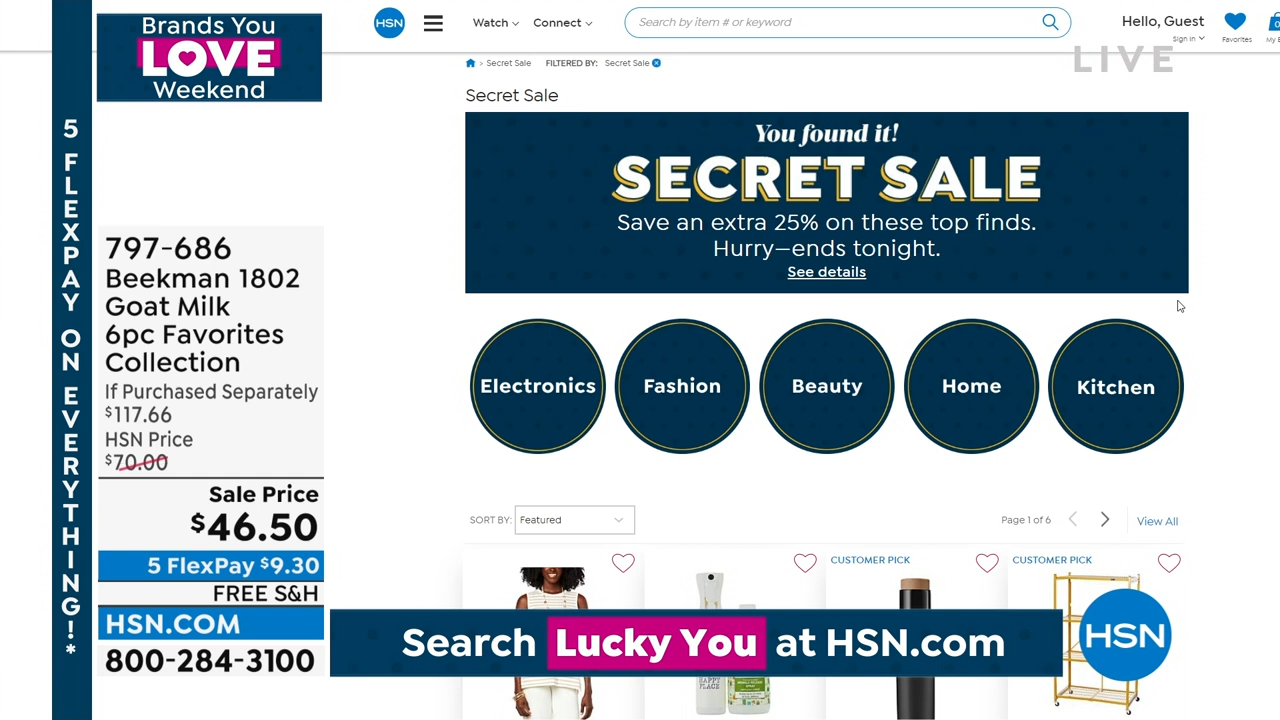 Brands You
LOVE
Weekend
5 FLEXPAY ON EVERYTHING!*
797-686
Beekman 1802
Goat Milk
6pc Favorites
Collection
If Purchased Separately
$117.66
HSN Price
$70.00
Sale Price
$46.50
5 FlexPay $9.30
FREE S&H
HSN.COM
800-284-3100
HSN
Watch
Connect
Search by item # or keyword
Hello, Guest
Sign In
Favorites
0
LIVE
> Secret Sale FILTERED BY: Secret Sale
Secret Sale
You found it!
SECRET SALE
Save an extra 25% on these top finds.
Hurry—ends tonight.
See details
Electronics
Fashion
Beauty
Home
Kitchen
SORT BY: Featured
Page 1 of 6
View All
CUSTOMER PICK
CUSTOMER PICK
Search Lucky You at HSN.com
HSN
HAPPY
PLACE